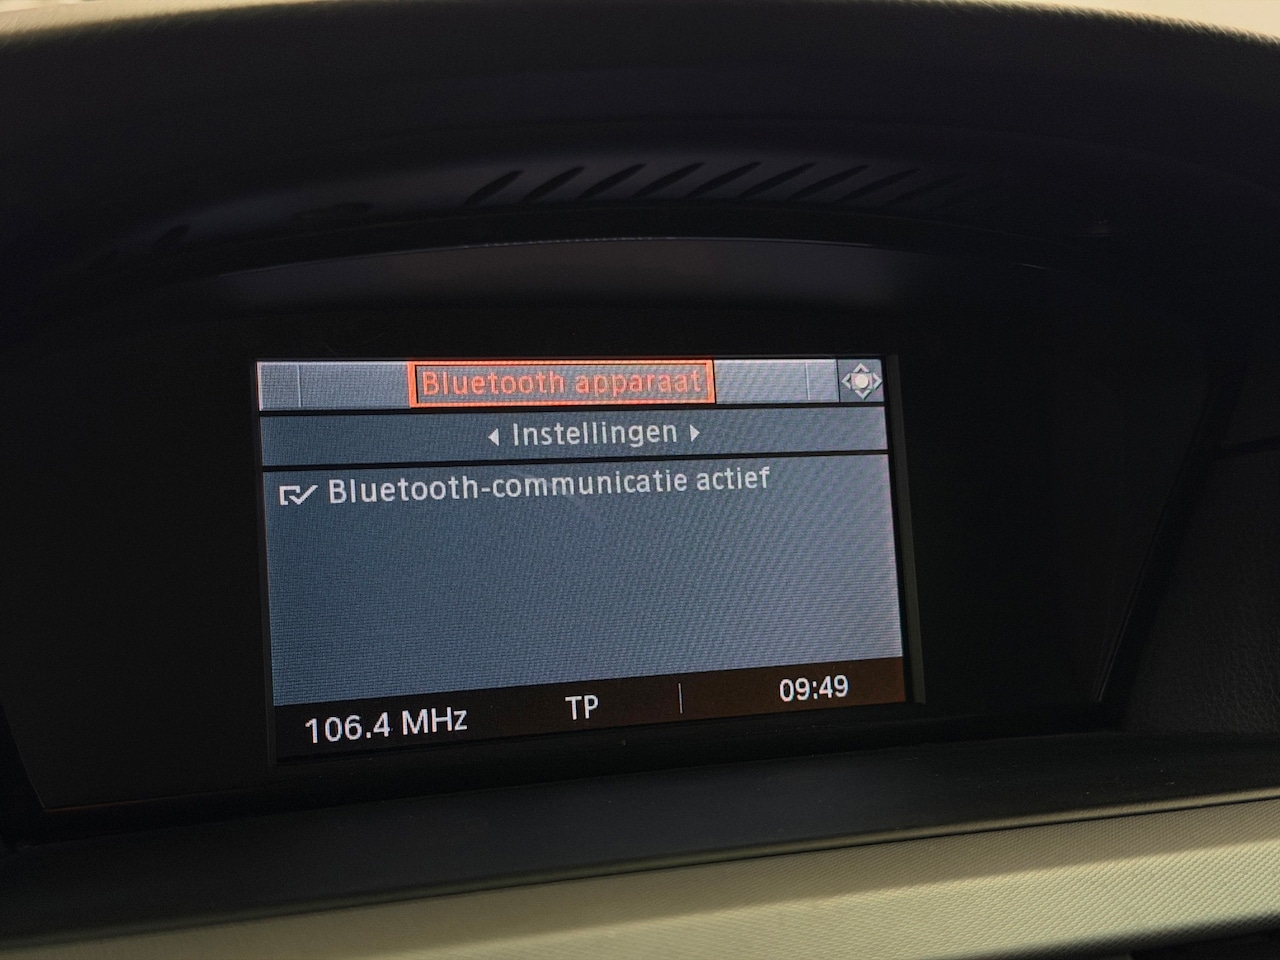 Bluetooth apparaat
Instellingen
Bluetooth-communicatie actief
106.4 MHz TP 09:49